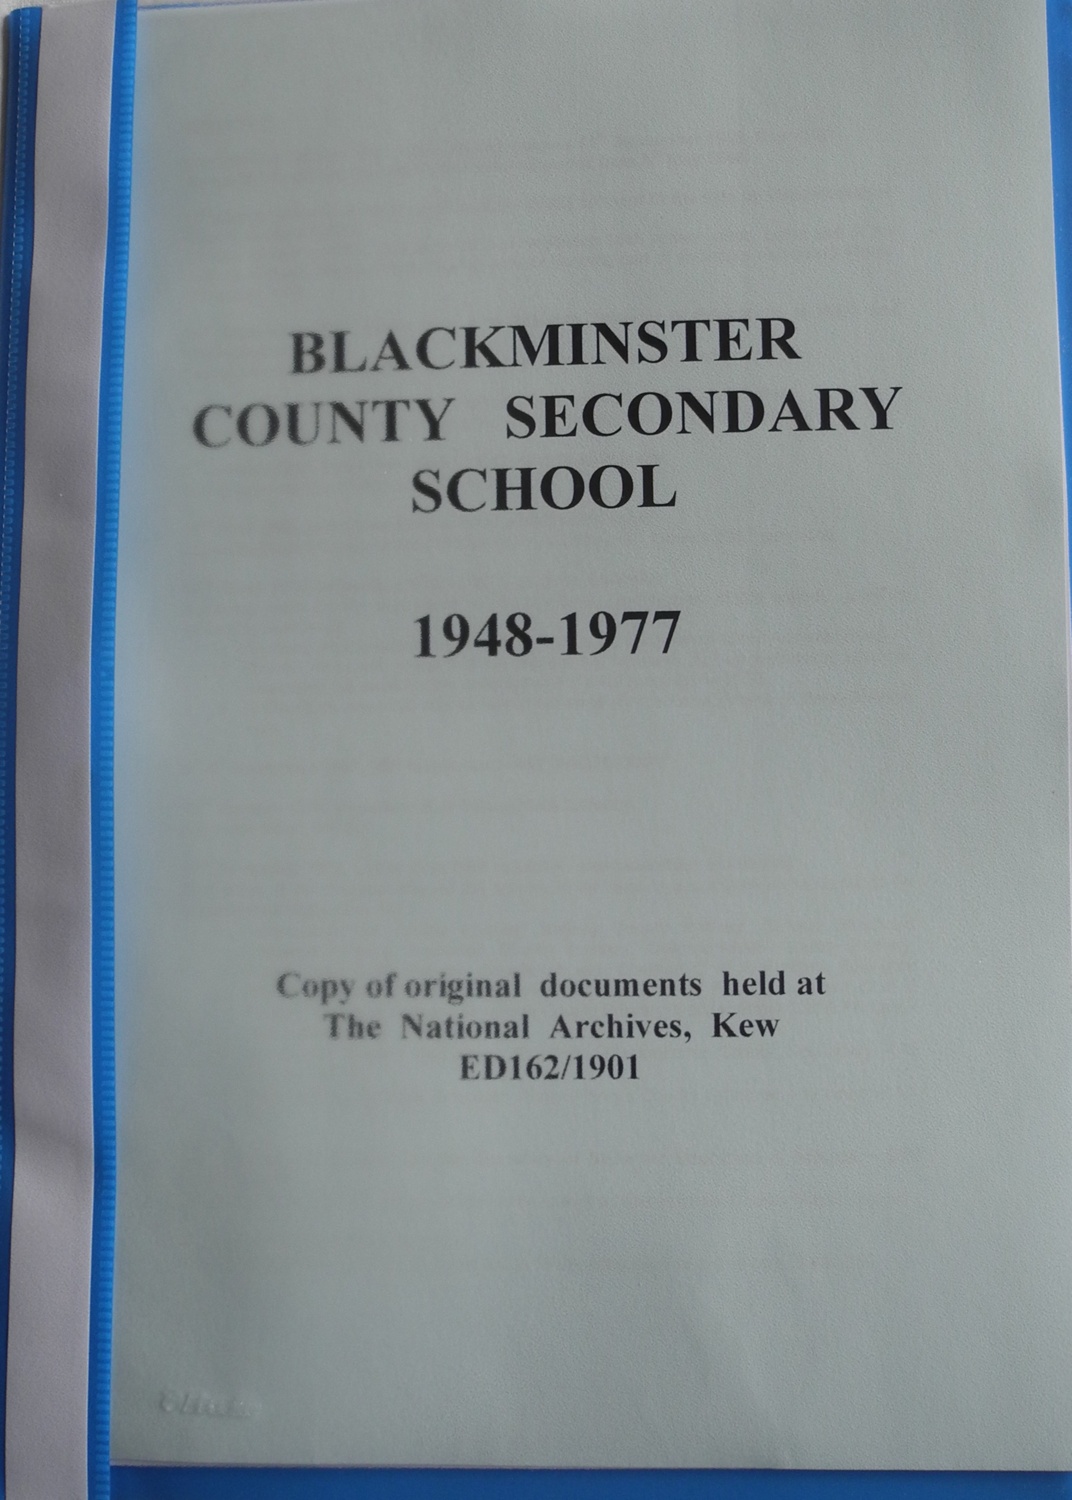 BLACKMINSTER
COUNTY SECONDARY
SCHOOL
1948-1977
Copy of original documents held at
The National Archives, Kew
ED162/1901